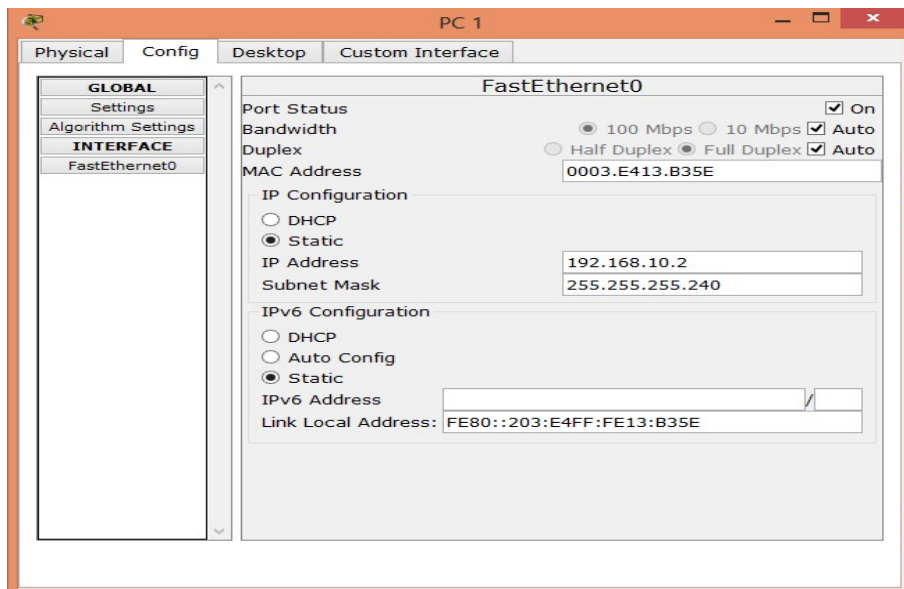 PC 1
Physical Config Desktop Custom Interface
GLOBAL
Settings
Algorithm Settings
INTERFACE
FastEthernet0
FastEthernet0
Port Status On
Bandwidth 100 Mbps 10 Mbps Auto
Duplex Half Duplex Full Duplex Auto
MAC Address 0003.E413.B35E
IP Configuration
DHCP
Static
IP Address 192.168.10.2
Subnet Mask 255.255.255.240
IPv6 Configuration
DHCP
Auto Config
Static
IPv6 Address /
Link Local Address: FE80::203:E4FF:FE13:B35E